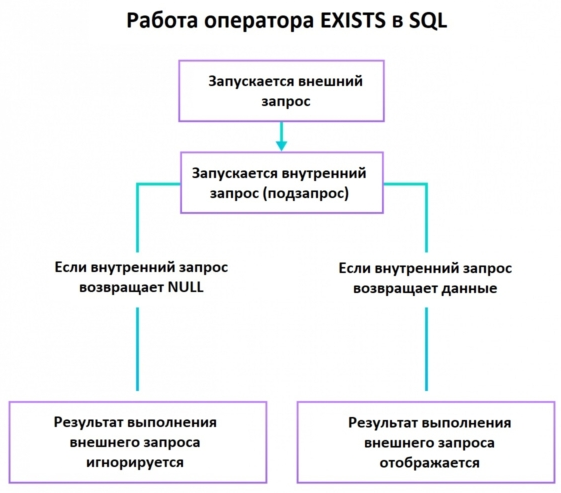 Работа оператора EXISTS в SQL
Запускается внешний
запрос
Запускается внутренний
запрос (подзапрос)
Если внутренний запрос
возвращает NULL
Если внутренний запрос
возвращает данные
Результат выполнения
внешнего запроса
игнорируется
Результат выполнения
внешнего запроса
отображается